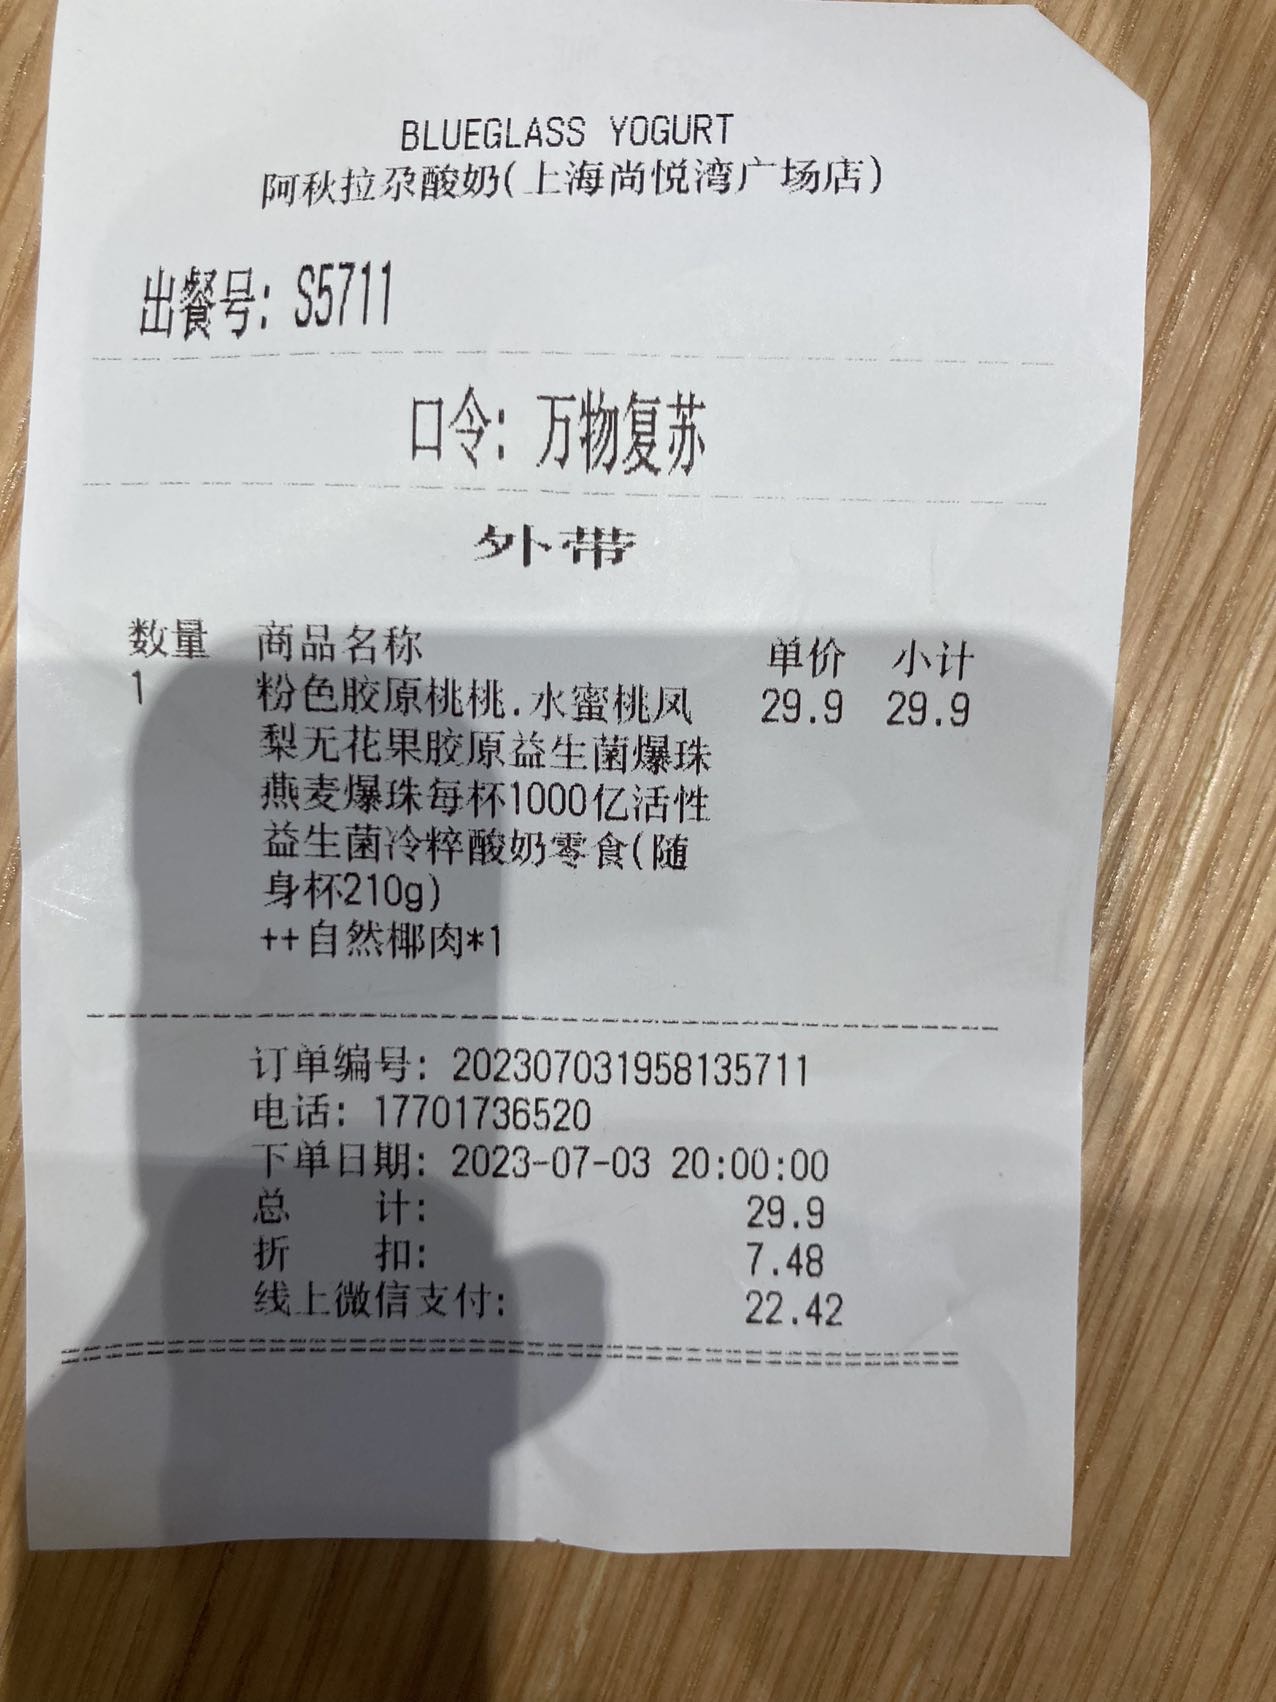 BLUEGLASS YOGURT
阿秋拉尕酸奶(上海尚悦湾广场店)
出餐号: S5711
口令: 万物复苏
外带
数量 商品名称 单价 小计
1 粉色胶原桃桃.水蜜桃凤 29.9 29.9
梨无花果胶原益生菌爆珠
燕麦爆珠每杯1000亿活性
益生菌冷粹酸奶零食(随
身杯210g)
++自然椰肉*1
订单编号: 202307031958135711
电话: 17701736520
下单日期: 2023-07-03 20:00:00
总 计: 29.9
折 扣: 7.48
线上微信支付: 22.42